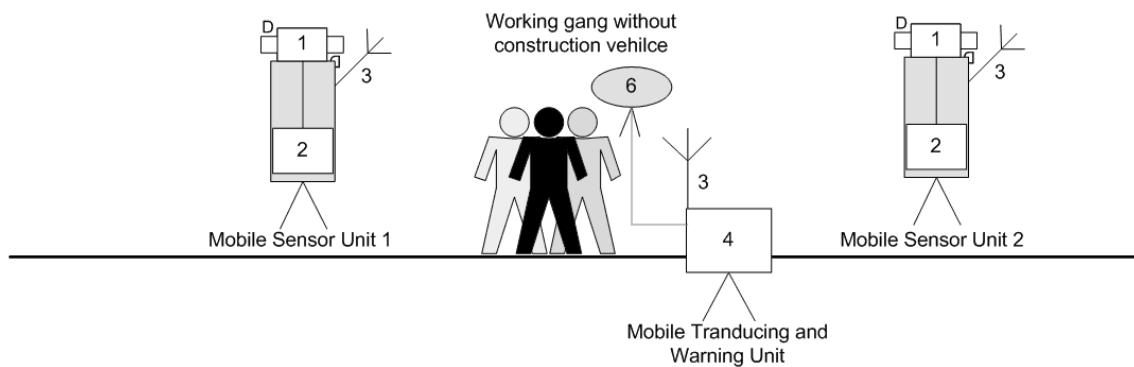 Working gang without
construction vehilce
D
1
3
2
6
3
4
D
1
3
2
Mobile Sensor Unit 1
Mobile Sensor Unit 2
Mobile Tranducing and
Warning Unit